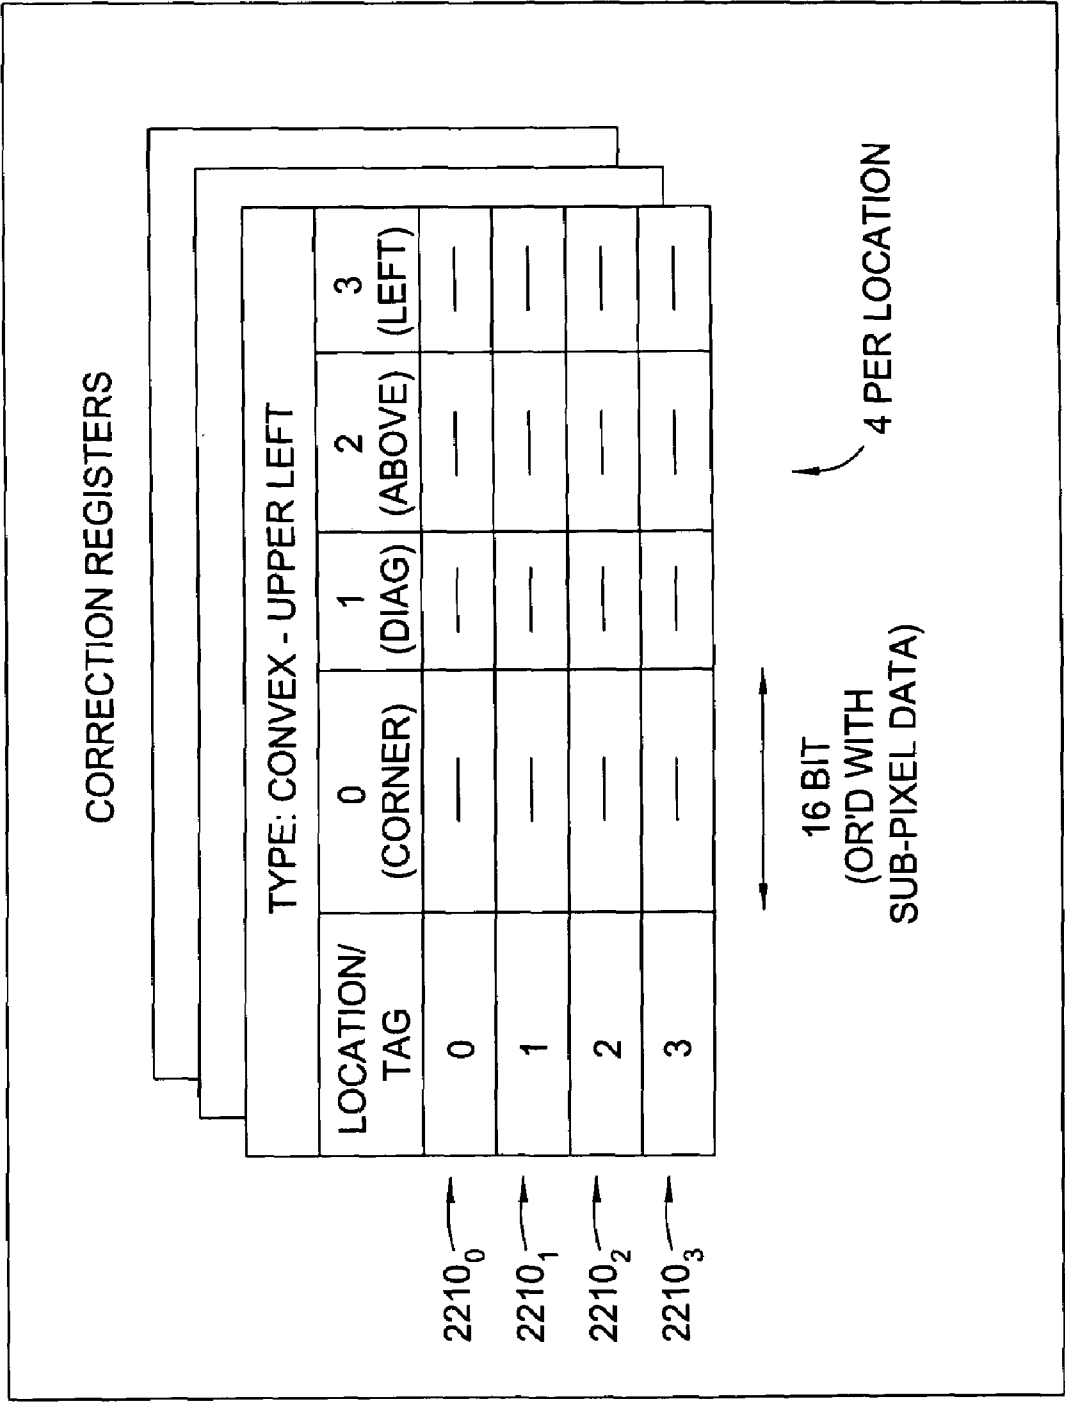 CORRECTION REGISTERS
TYPE: CONVEX - UPPER LEFT
LOCATION/
TAG
0
(CORNER)
1
(DIAG)
2
(ABOVE)
3
(LEFT)
2210₀
0
— — — —
2210₁
1
— — — —
2210₂
2
— — — —
2210₃
3
— — — —
16 BIT
(OR'D WITH
SUB-PIXEL DATA)
4 PER LOCATION